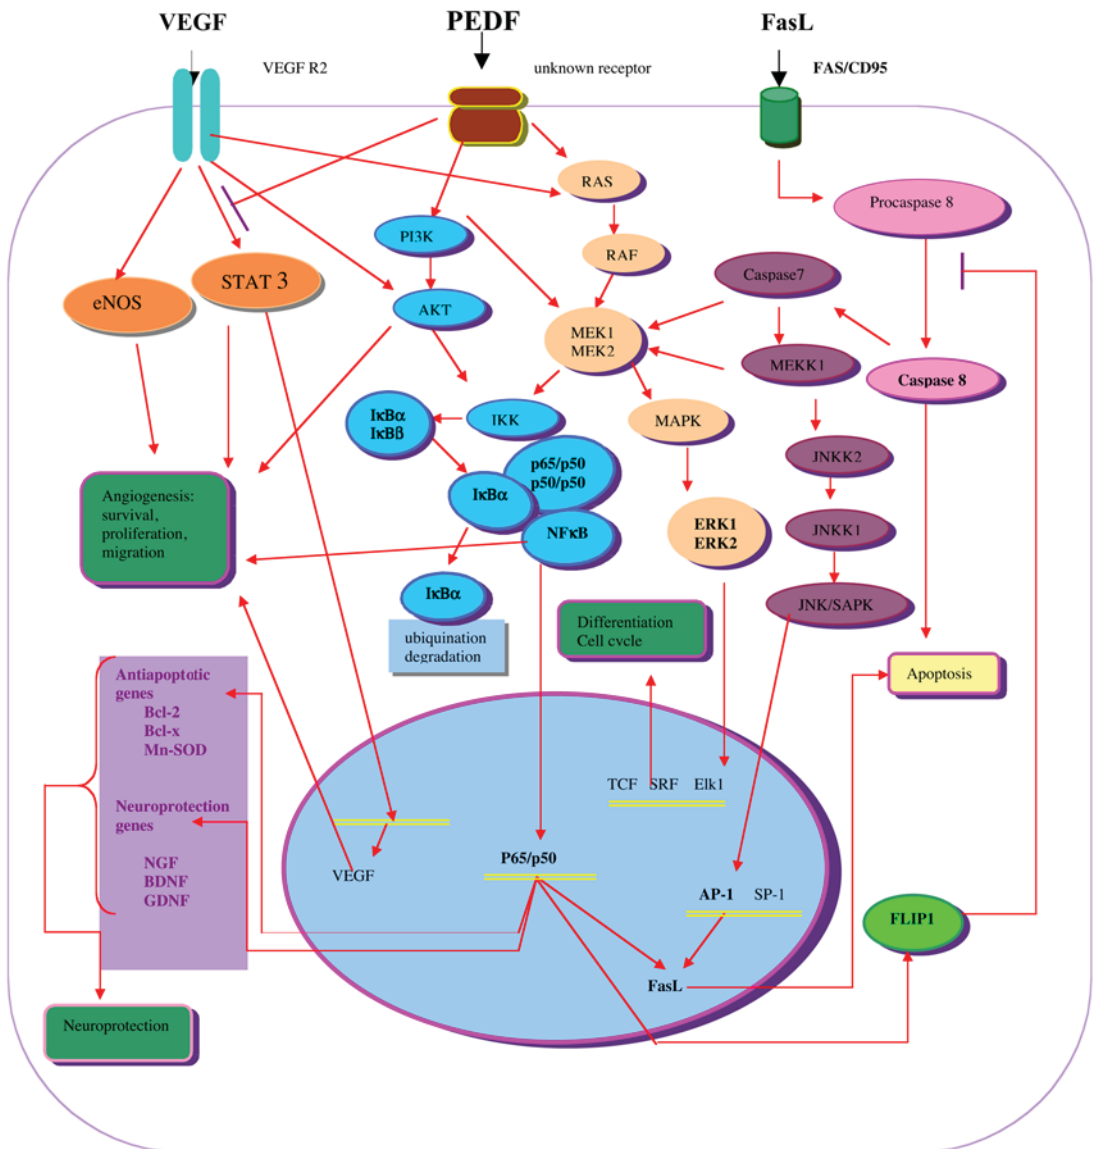 VEGF
PEDF
FasL
VEGF R2
unknown receptor
FAS/CD95
RAS
Procaspase 8
PI3K
RAF
Caspase7
eNOS
STAT 3
AKT
MEK1
MEK2
MEKK1
Caspase 8
IκBα
IκBß
IKK
MAPK
p65/p50
p50/p50
JNKK2
Angiogenesis:
survival,
proliferation,
migration
IκBα
NFκB
ERK1
ERK2
JNKK1
IκBα
ubiquination
degradation
Differentiation
Cell cvcle
JNK/SAPK
Antiapoptotic
genes
Bcl-2
Bcl-x
Mn-SOD
Apoptosis
TCF SRF Elk1
Neuroprotection
genes
NGF
BDNF
GDNF
VEGF
P65/p50
AP-1 SP-1
FLIP1
FasL
Neuroprotection